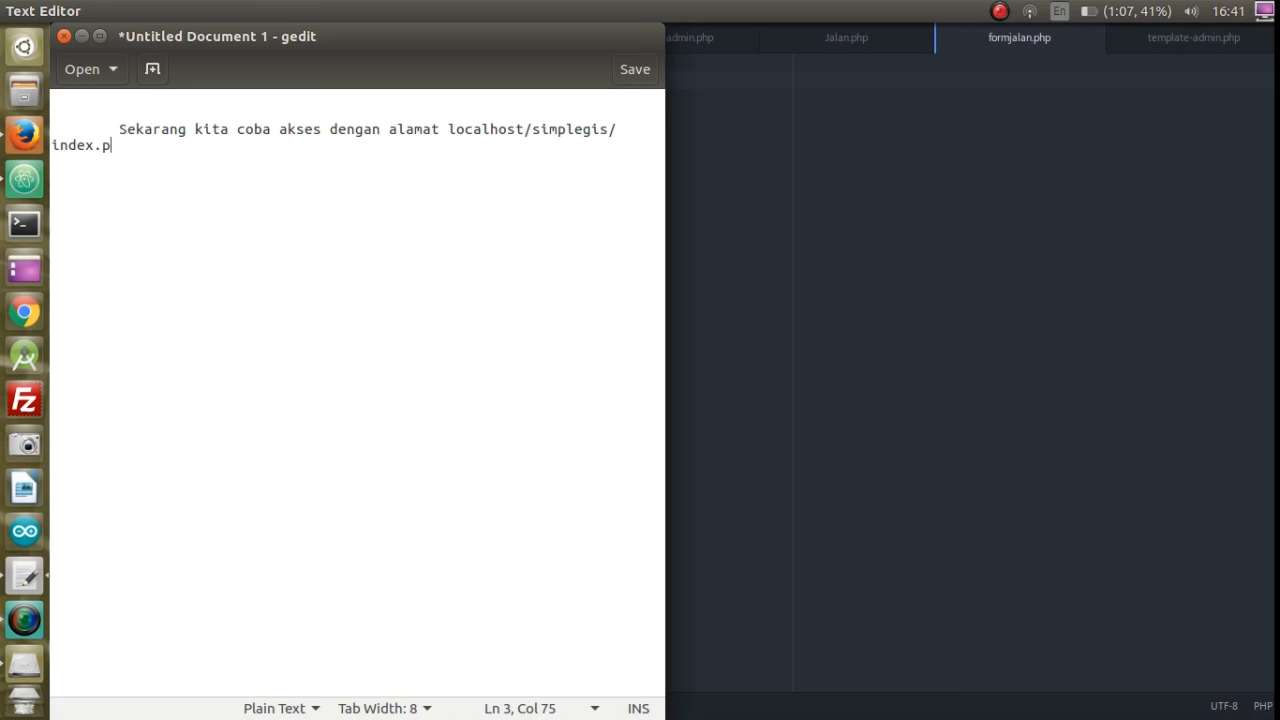 Text Editor
En
(1:07, 41%)
16:41
*Untitled Document 1 - gedit
admin.php
Jalan.php
formjalan.php
template-admin.php
Open
Save
Sekarang kita coba akses dengan alamat localhost/simplegis/
index.p
Fz
Plain Text
Tab Width: 8
Ln 3, Col 75
INS
UTF-8
PHP